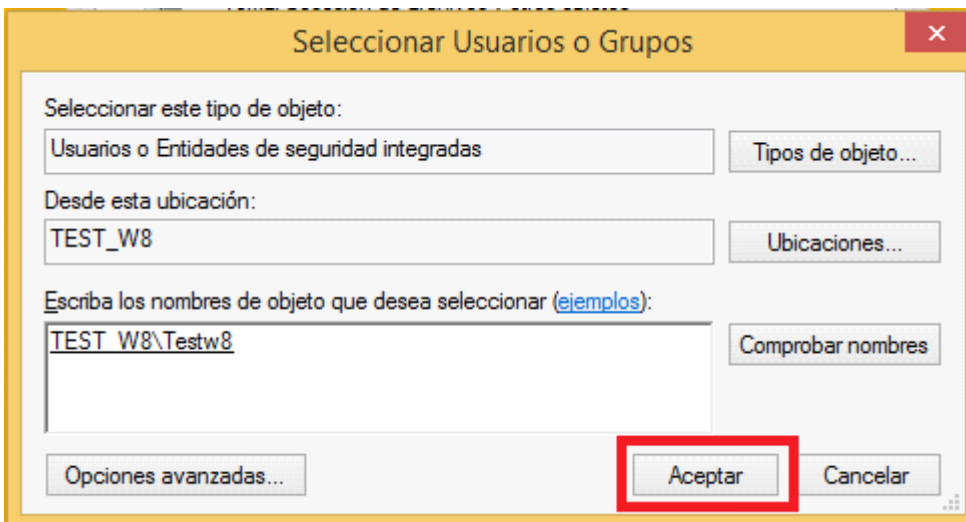 Seleccionar Usuarios o Grupos
Seleccionar este tipo de objeto:
Usuarios o Entidades de seguridad integradas
Tipos de objeto...
Desde esta ubicación:
TEST_W8
Ubicaciones...
Escriba los nombres de objeto que desea seleccionar (ejemplos):
TEST_W8\Testw8
Comprobar nombres
Opciones avanzadas...
Aceptar
Cancelar